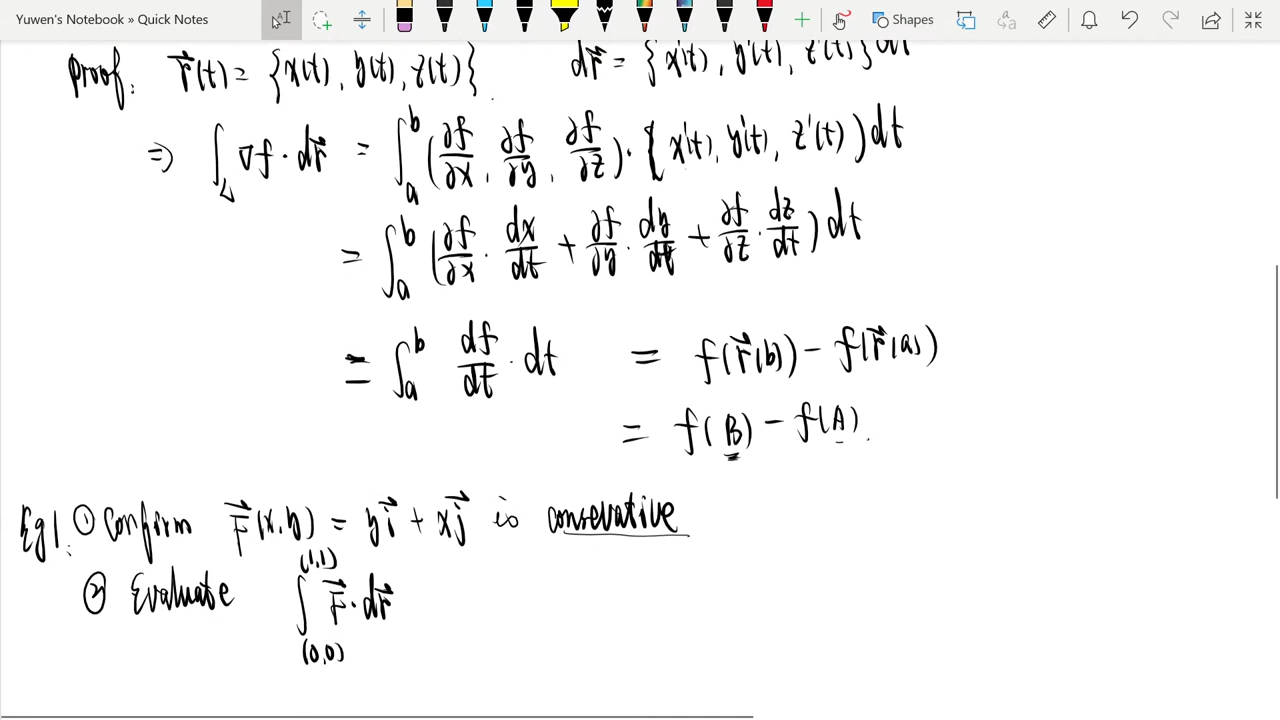 Yuwen's Notebook » Quick Notes Shapes
proof: r⃗(t) = {x(t), y(t), z(t)} dr⃗ = {x'(t), y'(t), z'(t)}dt
⇒ ∫_L ∇f · dr⃗ = ∫_a^b (∂f/∂x, ∂f/∂y, ∂f/∂z) · {x'(t), y'(t), z'(t)) dt
= ∫_a^b (∂f/∂x · dx/dt + ∂f/∂y · dy/dt + ∂f/∂z · dz/dt) dt
= ∫_a^b df/dt · dt = f(r⃗(b)) - f(r⃗(a))
= f(B) - f(A).
Eg1. ① Confirm F⃗(x,y) = yi⃗ + xj⃗ is consevative
② Evaluate ∫_(0,0)^(1,1) F⃗ · dr⃗